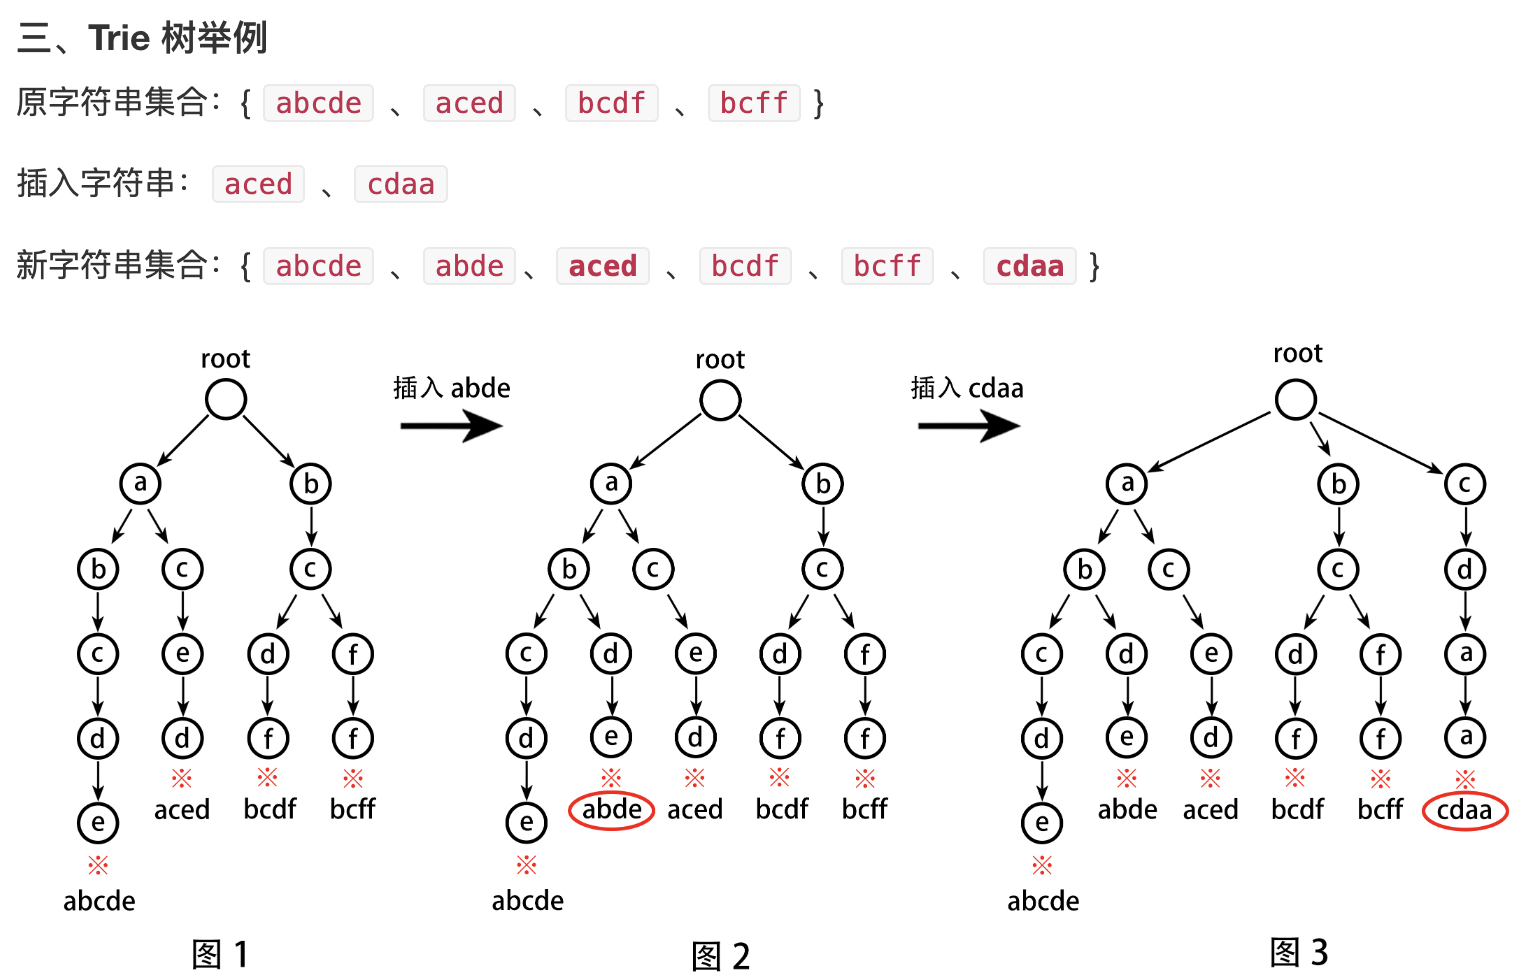 三、Trie 树举例
原字符串集合：{ abcde 、 aced 、 bcdf 、 bcff }
插入字符串： aced 、 cdaa
新字符串集合：{ abcde 、 abde 、 aced 、 bcdf 、 bcff 、 cdaa }
root 插入 abde root 插入 cdaa root
a b a b a b c
b c c b c c b c c d
c e d f c d e d f c d e d f a
d d f f d e d f f d e d f f a
※ ※ ※ ※ ※ ※ ※ ※ ※ ※ ※ ※
aced bcdf bcff abde aced bcdf bcff abde aced bcdf bcff cdaa
e e e
※ ※ ※
abcde abcde abcde
图 1 图 2 图 3